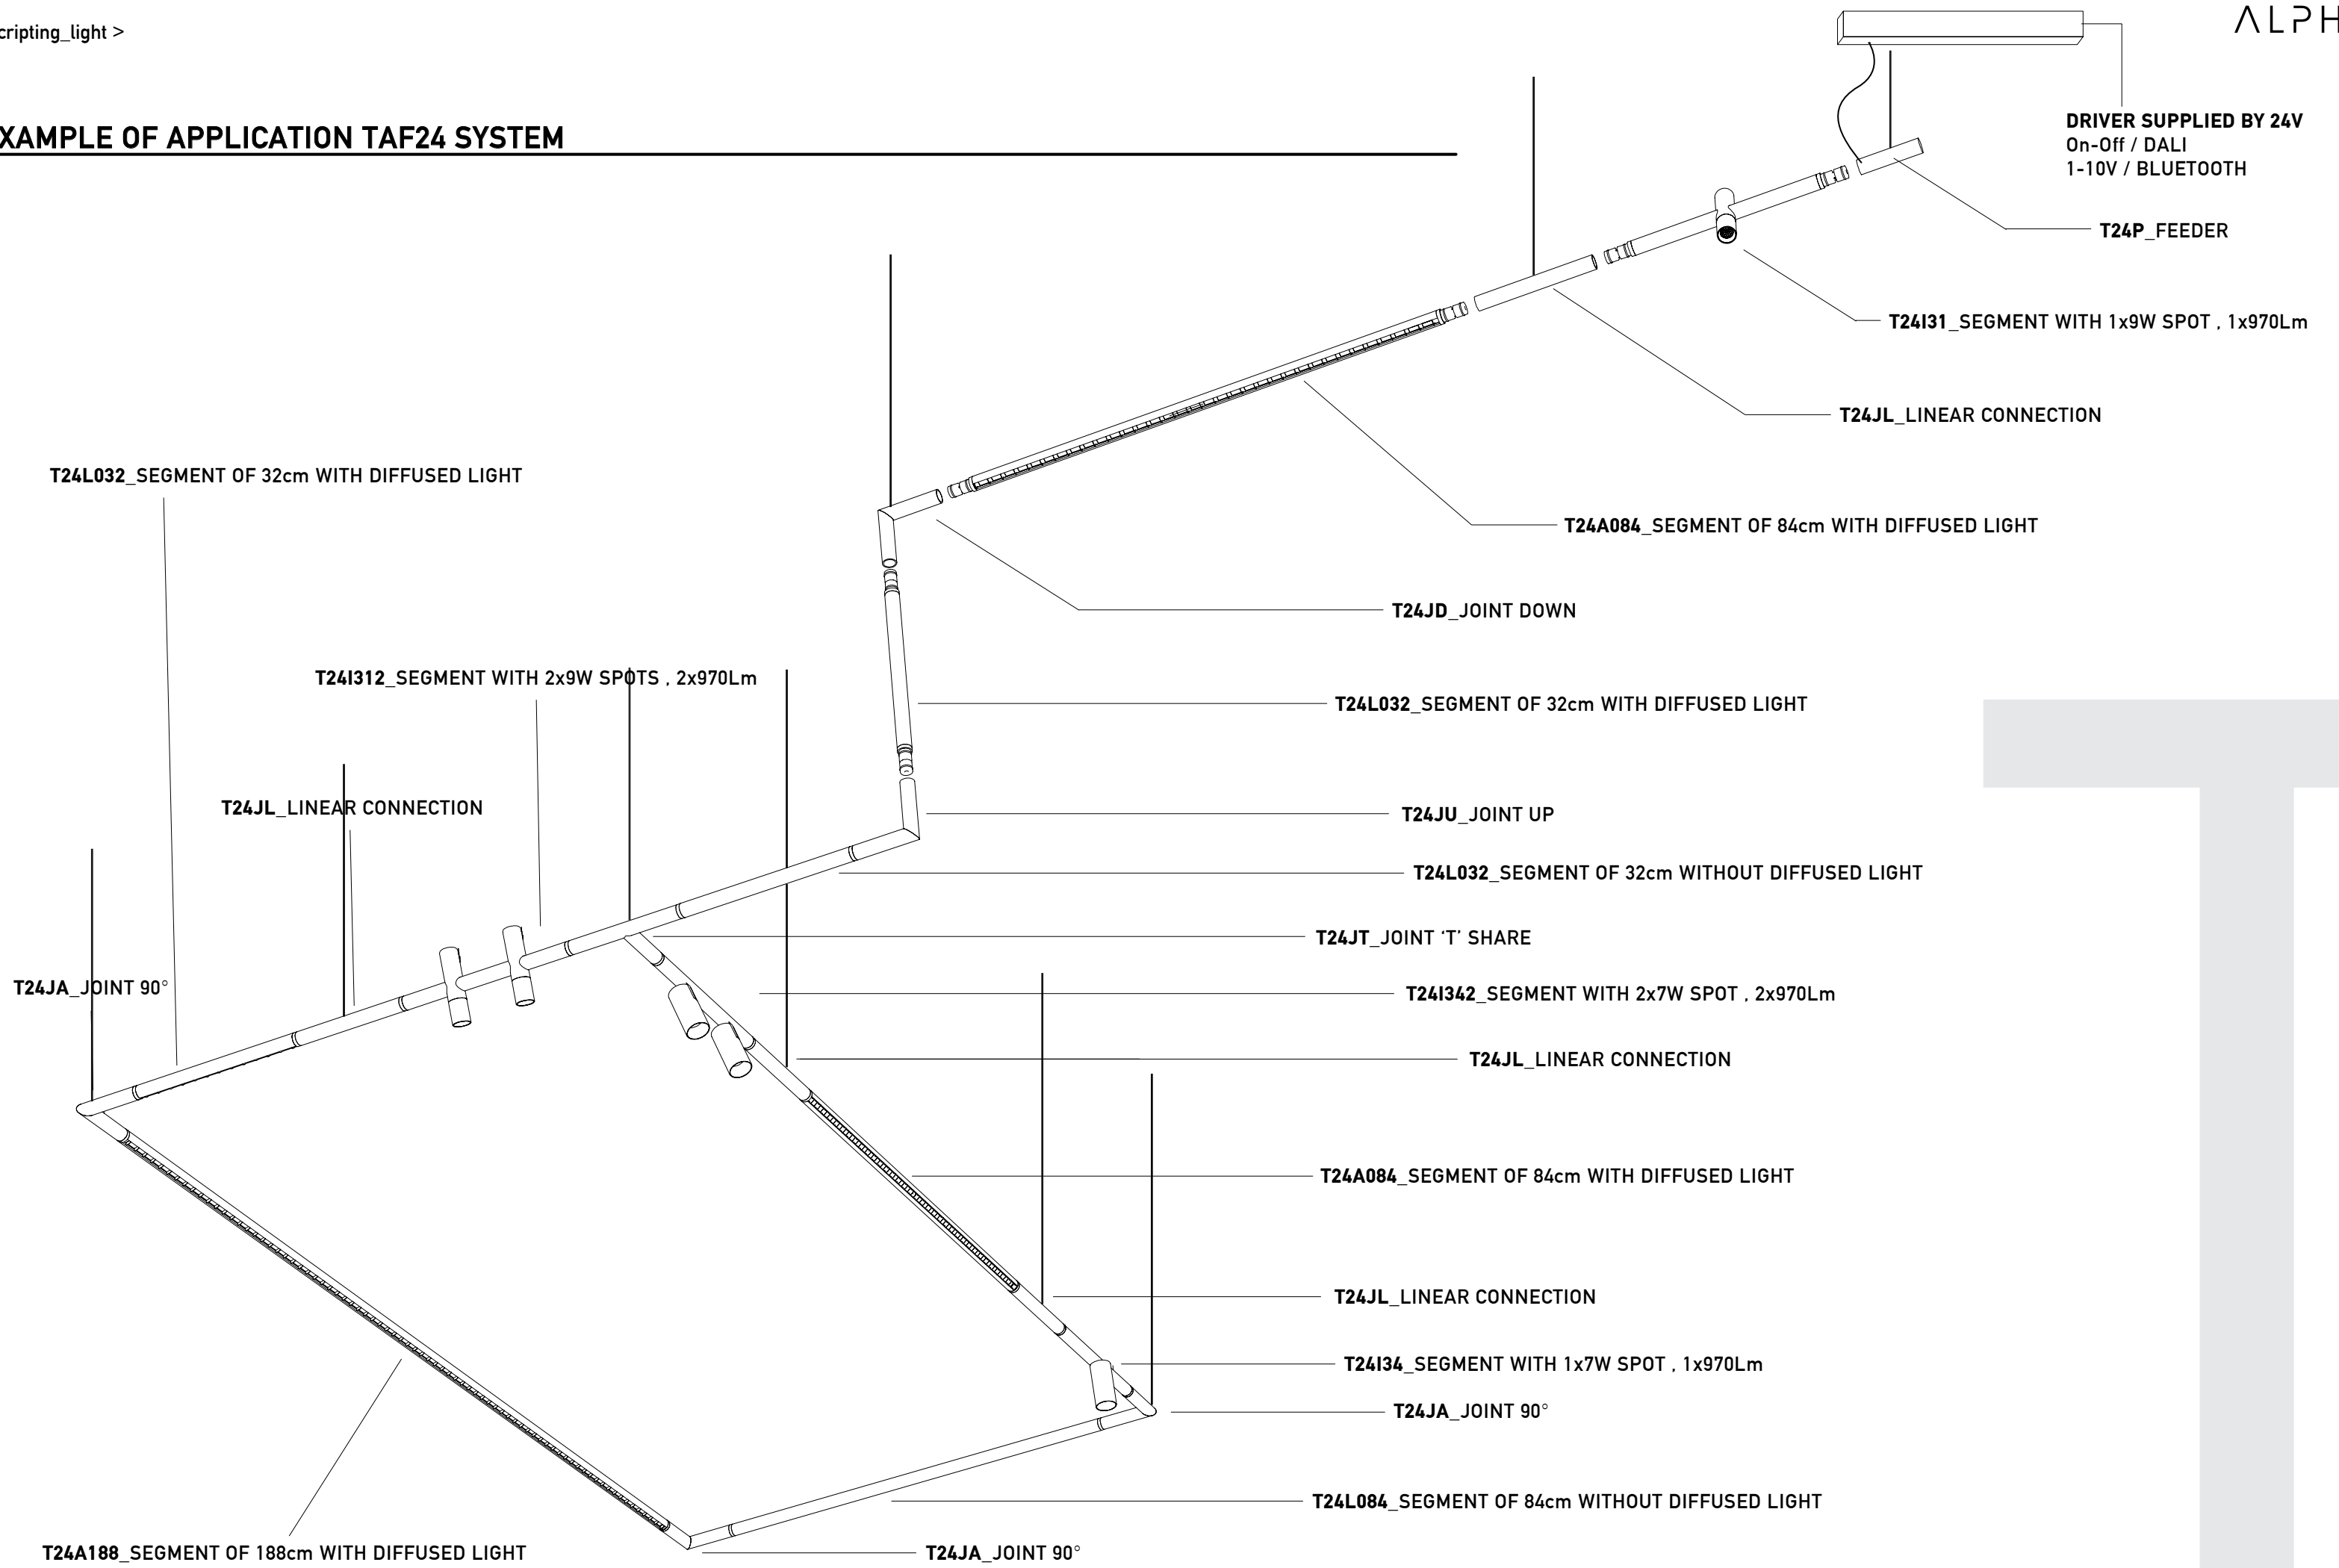 cripting_light >
ΛLPH
XAMPLE OF APPLICATION TAF24 SYSTEM
DRIVER SUPPLIED BY 24V
On-Off / DALI
1-10V / BLUETOOTH
T24P_FEEDER
T24I31_SEGMENT WITH 1x9W SPOT , 1x970Lm
T24JL_LINEAR CONNECTION
T24L032_SEGMENT OF 32cm WITH DIFFUSED LIGHT
T24A084_SEGMENT OF 84cm WITH DIFFUSED LIGHT
T24JD_JOINT DOWN
T24I312_SEGMENT WITH 2x9W SPOTS , 2x970Lm
T24L032_SEGMENT OF 32cm WITH DIFFUSED LIGHT
T24JL_LINEAR CONNECTION
T24JU_JOINT UP
T24L032_SEGMENT OF 32cm WITHOUT DIFFUSED LIGHT
T24JT_JOINT ‘T’ SHARE
T24JA_JOINT 90°
T24I342_SEGMENT WITH 2x7W SPOT , 2x970Lm
T24JL_LINEAR CONNECTION
T24A084_SEGMENT OF 84cm WITH DIFFUSED LIGHT
T24JL_LINEAR CONNECTION
T24I34_SEGMENT WITH 1x7W SPOT , 1x970Lm
T24JA_JOINT 90°
T24L084_SEGMENT OF 84cm WITHOUT DIFFUSED LIGHT
T24A188_SEGMENT OF 188cm WITH DIFFUSED LIGHT
T24JA_JOINT 90°
T